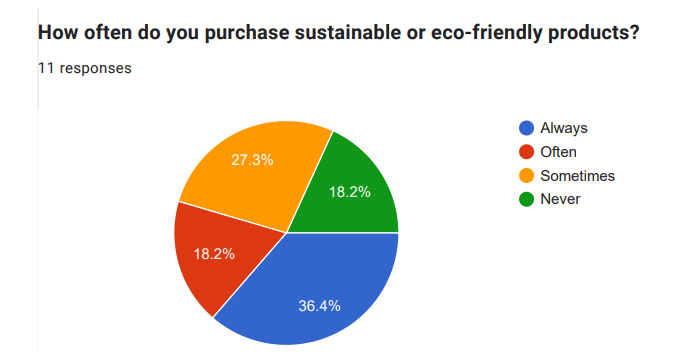 How often do you purchase sustainable or eco-friendly products?
11 responses
Always
Often
Sometimes
Never
27.3%
18.2%
18.2%
36.4%